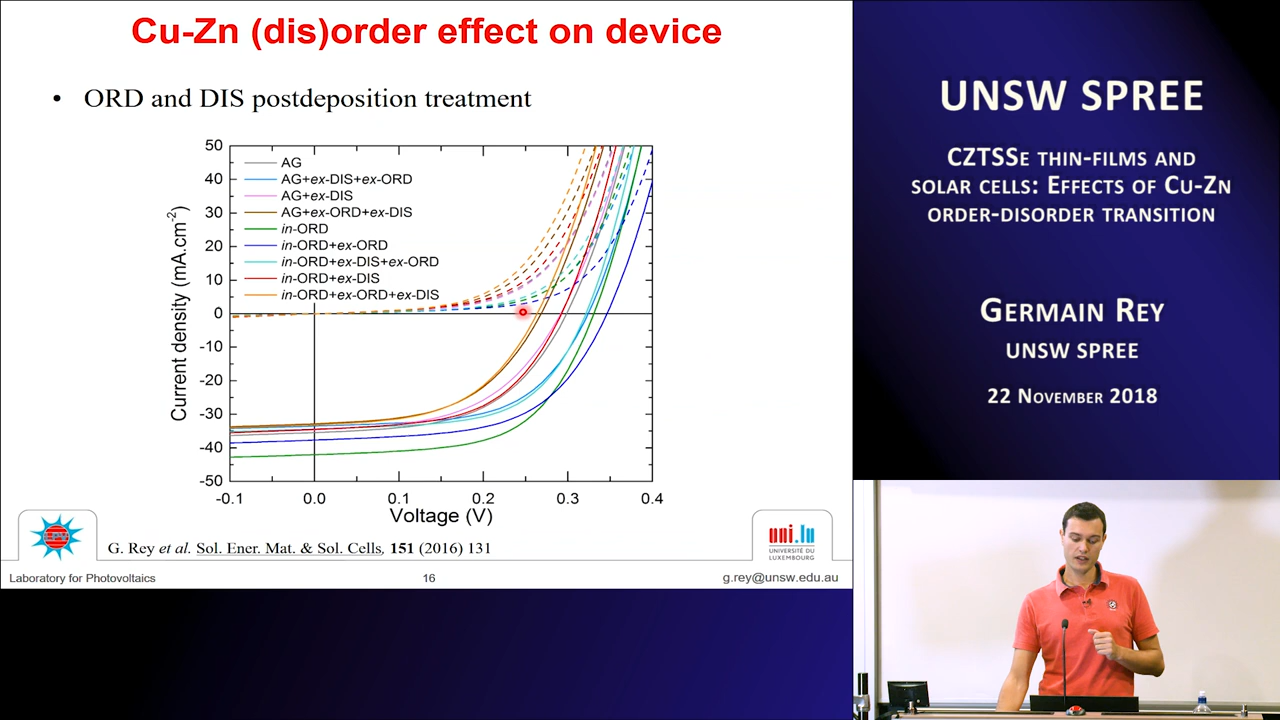 Cu-Zn (dis)order effect on device
• ORD and DIS postdeposition treatment
50
40
30
20
10
0
-10
-20
-30
-40
-50
Current density (mA.cm-2)
AG
AG+ex-DIS+ex-ORD
AG+ex-DIS
AG+ex-ORD+ex-DIS
in-ORD
in-ORD+ex-ORD
in-ORD+ex-DIS+ex-ORD
in-ORD+ex-DIS
in-ORD+ex-ORD+ex-DIS
-0.1 0.0 0.1 0.2 0.3 0.4
Voltage (V)
G. Rey et al. Sol. Ener. Mat. & Sol. Cells, 151 (2016) 131
uni.lu
UNIVERSITÉ DU
LUXEMBOURG
Laboratory for Photovoltaics 16 g.rey@unsw.edu.au
UNSW SPREE
CZTSSe thin-films and
solar cells: Effects of Cu-Zn
order-disorder transition
Germain Rey
UNSW SPREE
22 November 2018